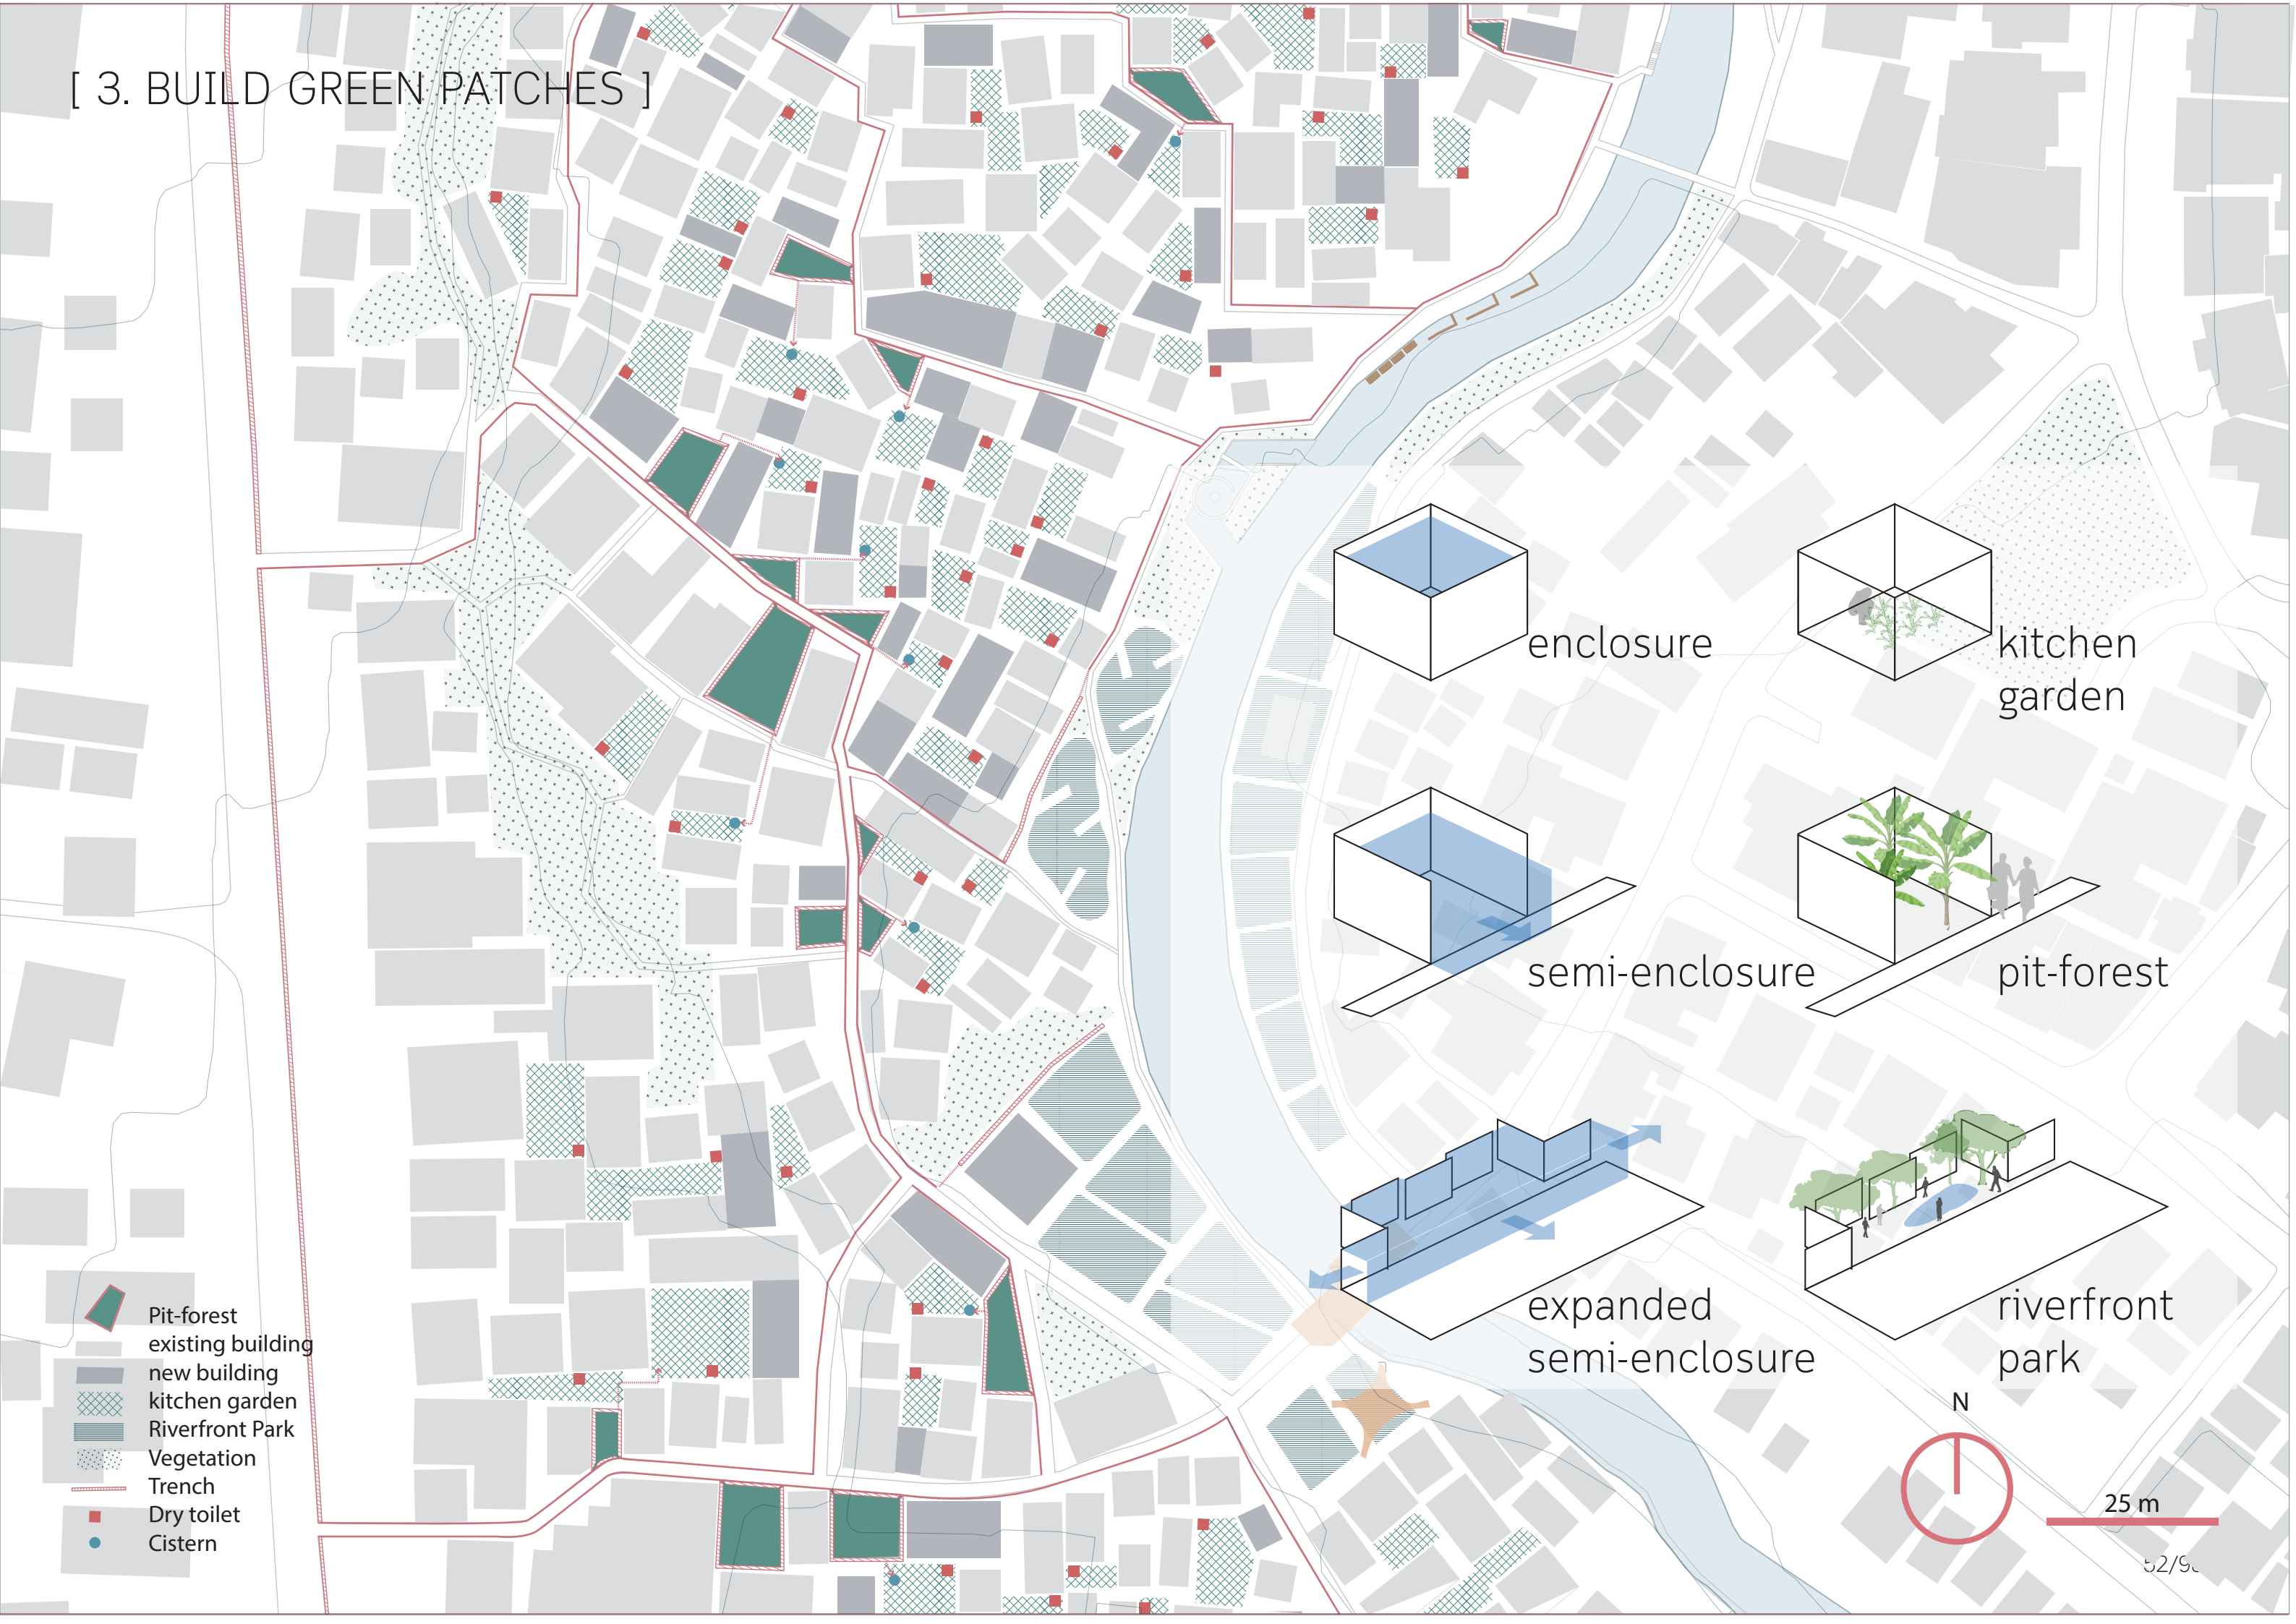 [ 3. BUILD GREEN PATCHES ]
enclosure
kitchen
garden
semi-enclosure
pit-forest
expanded
semi-enclosure
riverfront
park
Pit-forest
existing building
new building
kitchen garden
Riverfront Park
Vegetation
Trench
Dry toilet
Cistern
N
25 m